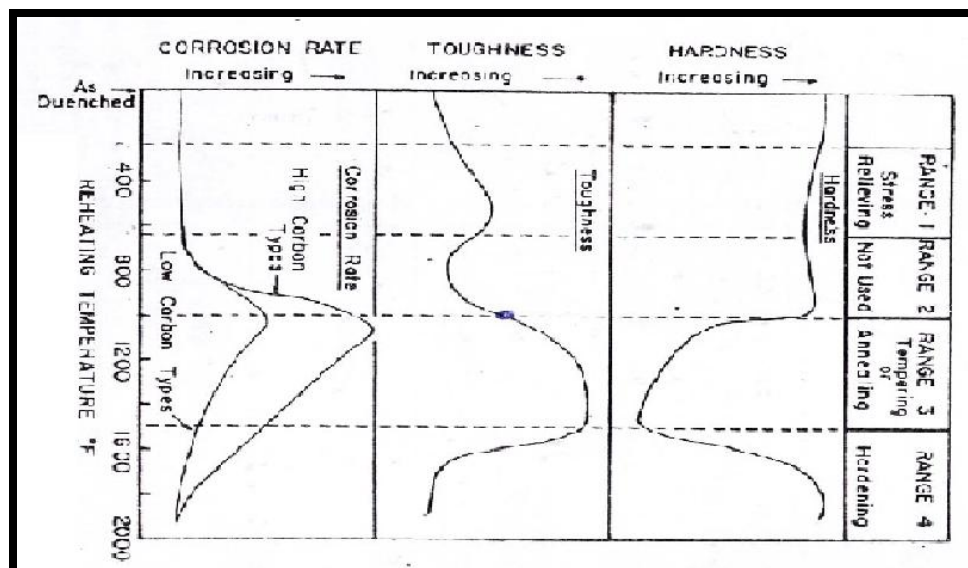 CORROSION RATE
Increasing
TOUGHNESS
Increasing
HARDNESS
Increasing
As
Quenched
400
800
1200
1600
2000
REHEATING TEMPERATURE °F
Corrosion Rate
High Carbon
Types
Low Carbon Types
Toughness
Hardness
RANGE-1
Stress
Relieving
RANGE 2
Not Used
RANGE 3
Tempering
or
Annealing
RANGE 4
Hardening